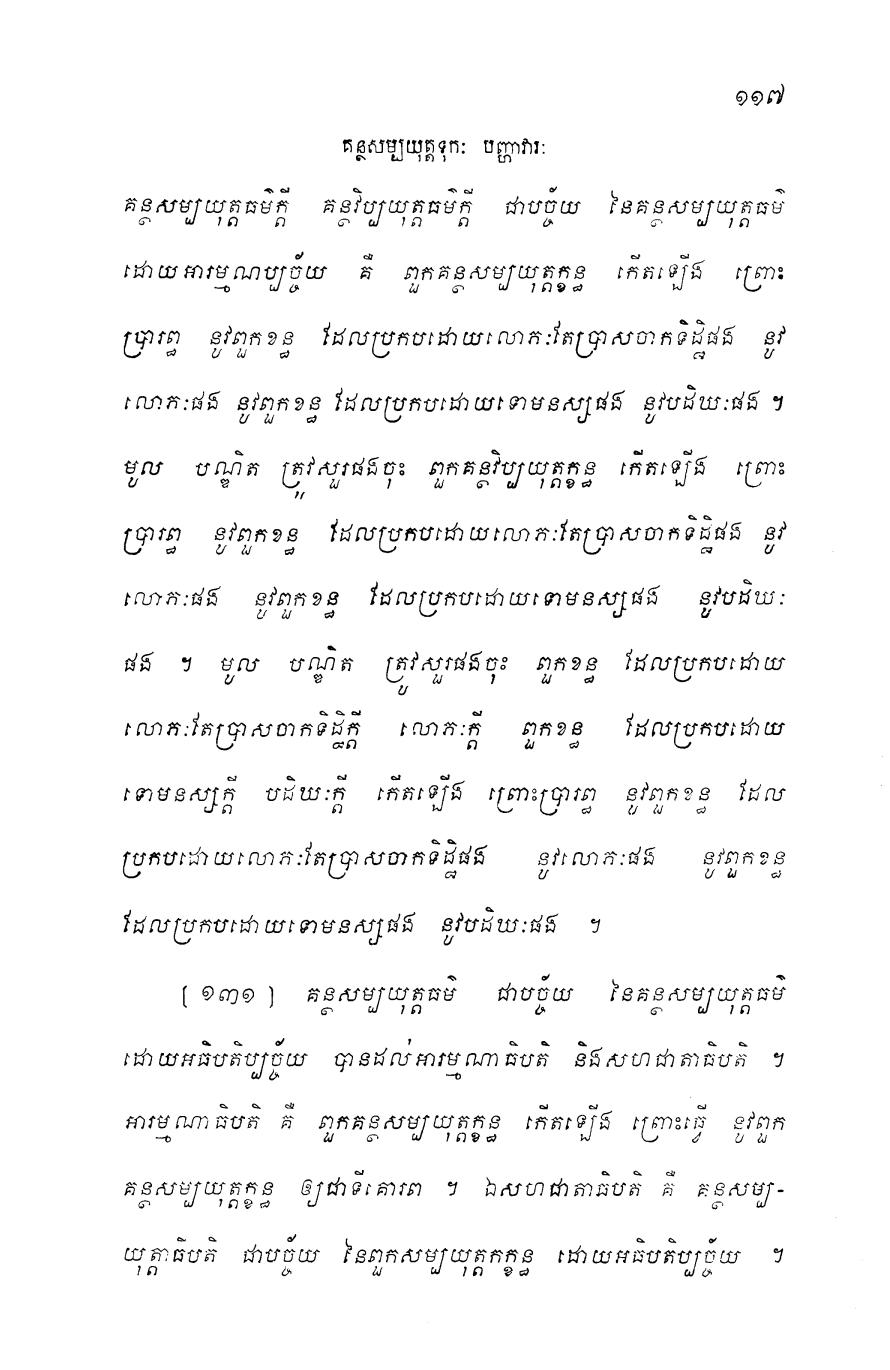 ១១៧
គន្ថសម្បយុត្តទុកៈ បញ្ហាវារៈ
គន្ថសម្បយុត្តធម៌ក្តី គន្ថវិប្បយុត្តធម៌ក្តី ជាបច្ច័យ នៃគន្ថសម្បយុត្តធម៌
ដោយអារម្មណប្បច្ច័យ គឺ ពួកគន្ថសម្បយុត្តក្ខន្ធ កើតឡើង ព្រោះ
ប្រារព្ធ នូវពួកខន្ធ ដែលប្រកបដោយលោភៈតែប្រាសចាកទិដ្ឋិផង នូវ
លោភៈផង នូវពួកខន្ធ ដែលប្រកបដោយទោមនស្សផង នូវបដិឃៈផង ។
មូល បណ្ឌិត ត្រូវសួរផងចុះ ពួកគន្ថវិប្បយុត្តក្ខន្ធ កើតឡើង ព្រោះ
ប្រារព្ធ នូវពួកខន្ធ ដែលប្រកបដោយលោភៈតែប្រាសចាកទិដ្ឋិផង នូវ
លោភៈផង នូវពួកខន្ធ ដែលប្រកបដោយទោមនស្សផង នូវបដិឃៈ
ផង ។ មូល បណ្ឌិត ត្រូវសួរផងចុះ ពួកខន្ធ ដែលប្រកបដោយ
លោភៈតែប្រាសចាកទិដ្ឋិក្តី លោភៈក្តី ពួកខន្ធ ដែលប្រកបដោយ
ទោមនស្សក្តី បដិឃៈក្តី កើតឡើង ព្រោះប្រារព្ធ នូវពួកខន្ធ ដែល
ប្រកបដោយលោភៈតែប្រាសចាកទិដ្ឋិផង នូវលោភៈផង នូវពួកខន្ធ
ដែលប្រកបដោយទោមនស្សផង នូវបដិឃៈផង ។
[ ១៣១ ] គន្ថសម្បយុត្តធម៌ ជាបច្ច័យ នៃគន្ថសម្បយុត្តធម៌
ដោយអធិបតិប្បច្ច័យ បានដល់អារម្មណាធិបតិ និងសហជាតាធិបតិ ។
អារម្មណាធិបតិ គឺ ពួកគន្ថសម្បយុត្តក្ខន្ធ កើតឡើង ព្រោះធ្វើ នូវពួក
គន្ថសម្បយុត្តក្ខន្ធ ឲ្យជាទីគោរព ។ ឯសហជាតាធិបតិ គឺ គន្ថសម្ប-
យុត្តាធិបតិ ជាបច្ច័យ នៃពួកសម្បយុត្តកក្ខន្ធ ដោយអធិបតិប្បច្ច័យ ។